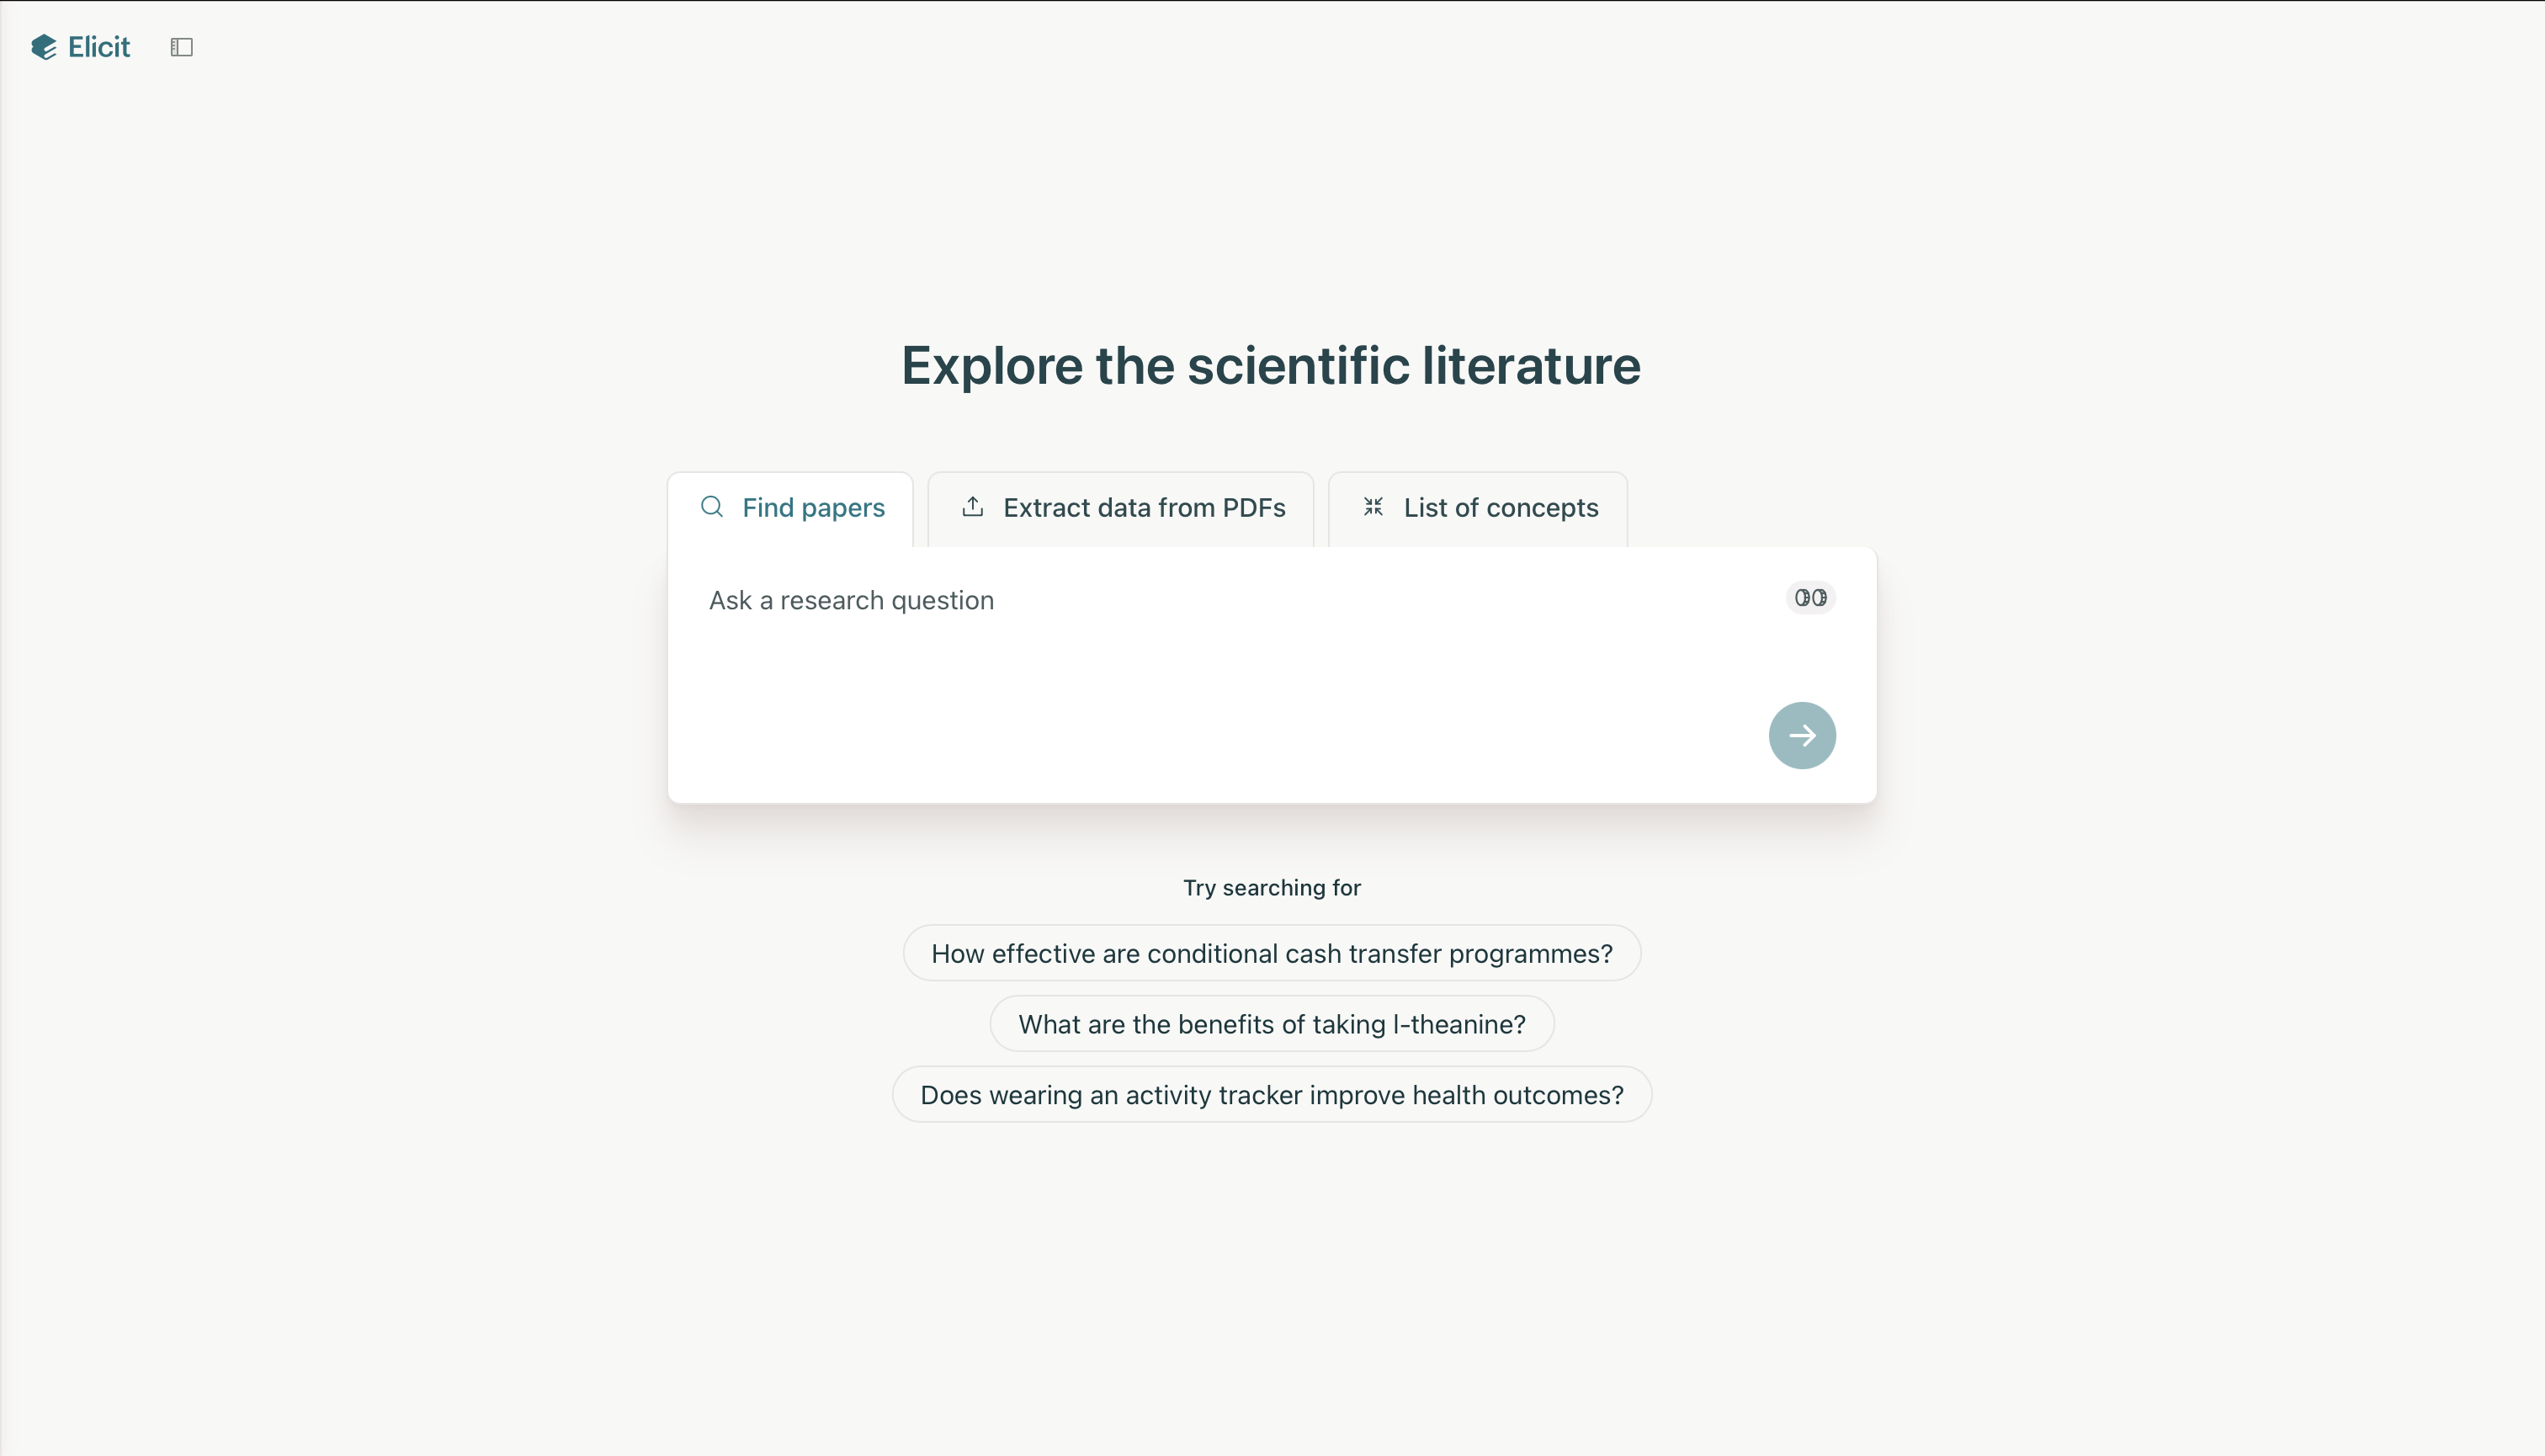 Elicit
Explore the scientific literature
Find papers
Extract data from PDFs
List of concepts
Ask a research question
Try searching for
How effective are conditional cash transfer programmes?
What are the benefits of taking l-theanine?
Does wearing an activity tracker improve health outcomes?